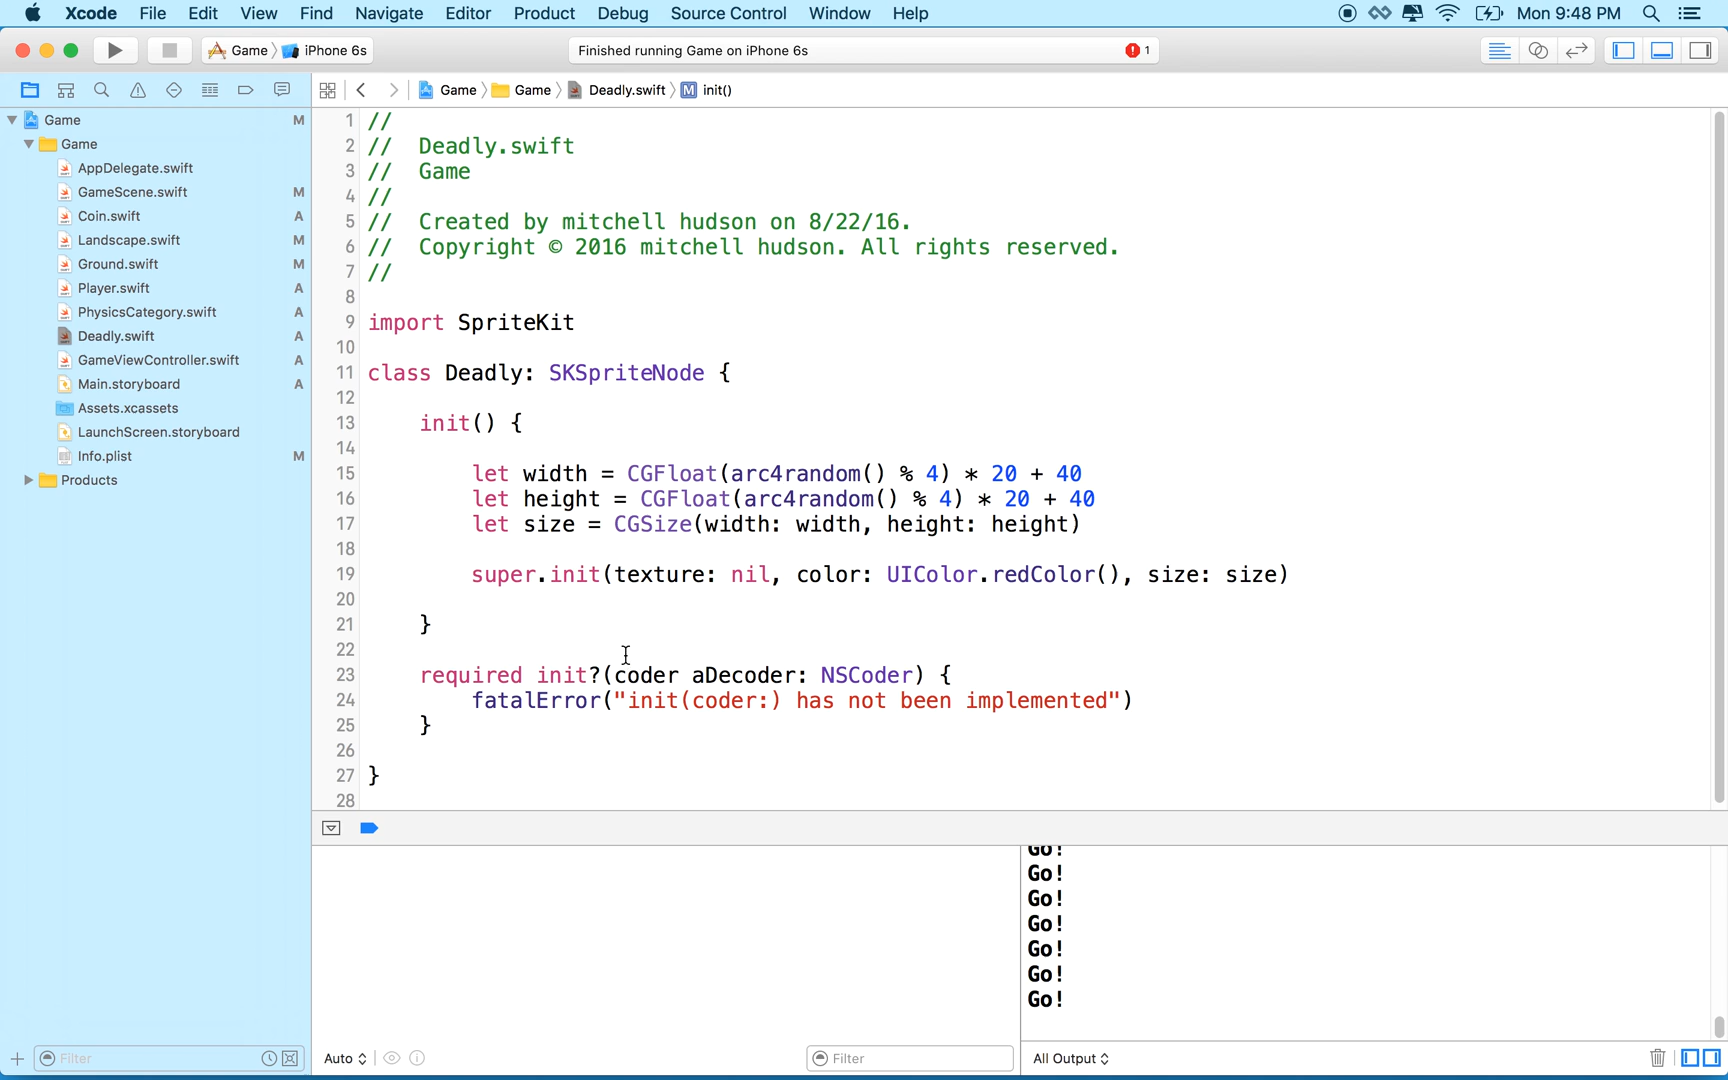 Xcode File Edit View Find Navigate Editor Product Debug Source Control Window Help Mon 9:48 PM
Game iPhone 6s Finished running Game on iPhone 6s 1
Game Game Deadly.swift M init()
Game M
Game
AppDelegate.swift
GameScene.swift M
Coin.swift A
Landscape.swift M
Ground.swift M
Player.swift A
PhysicsCategory.swift A
Deadly.swift A
GameViewController.swift A
Main.storyboard A
Assets.xcassets
LaunchScreen.storyboard
Info.plist M
Products
1 //
2 // Deadly.swift
3 // Game
4 //
5 // Created by mitchell hudson on 8/22/16.
6 // Copyright © 2016 mitchell hudson. All rights reserved.
7 //
8
9 import SpriteKit
10
11 class Deadly: SKSpriteNode {
12
13 init() {
14
15 let width = CGFloat(arc4random() % 4) * 20 + 40
16 let height = CGFloat(arc4random() % 4) * 20 + 40
17 let size = CGSize(width: width, height: height)
18
19 super.init(texture: nil, color: UIColor.redColor(), size: size)
20
21 }
22
23 required init?(coder aDecoder: NSCoder) {
24 fatalError("init(coder:) has not been implemented")
25 }
26
27 }
28
Go!
Go!
Go!
Go!
Go!
Go!
Go!
Filter Auto Filter All Output